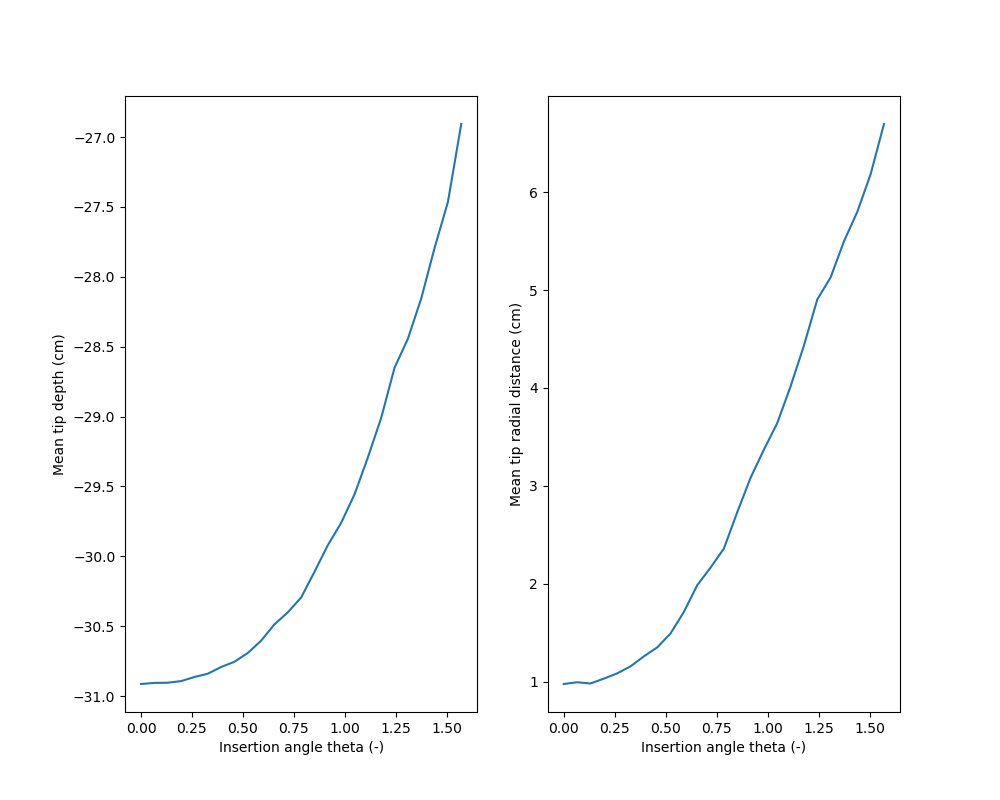 Mean tip depth (cm)
−27.0
−27.5
−28.0
−28.5
−29.0
−29.5
−30.0
−30.5
−31.0
0.00 0.25 0.50 0.75 1.00 1.25 1.50
Insertion angle theta (-)
Mean tip radial distance (cm)
6
5
4
3
2
1
0.00 0.25 0.50 0.75 1.00 1.25 1.50
Insertion angle theta (-)